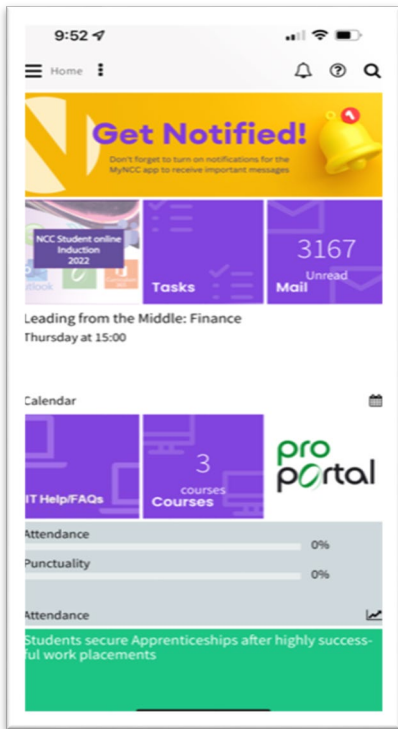 9:52
Home
Get Notified!
1
Don't forget to turn on notifications for the
MyNCC app to receive important messages
NCC Student online
Induction
2022
Tasks
3167
Unread
Mail
Leading from the Middle: Finance
Thursday at 15:00
Calendar
IT Help/FAQs
3
courses
Courses
pro
portal
Attendance
0%
Punctuality
0%
Attendance
Students secure Apprenticeships after highly success-
ful work placements